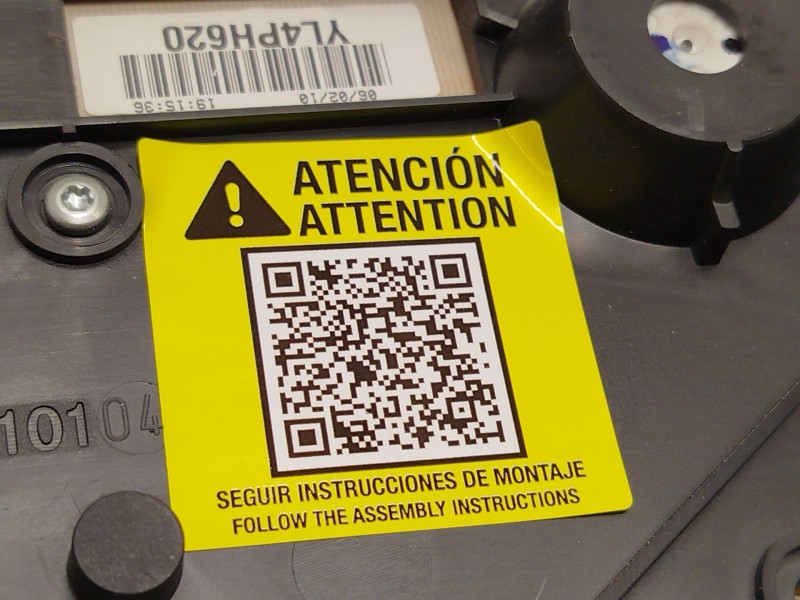 YL4PH620
06/02/10 19:15:36
ATENCIÓN
ATTENTION
10104
SEGUIR INSTRUCCIONES DE MONTAJE
FOLLOW THE ASSEMBLY INSTRUCTIONS